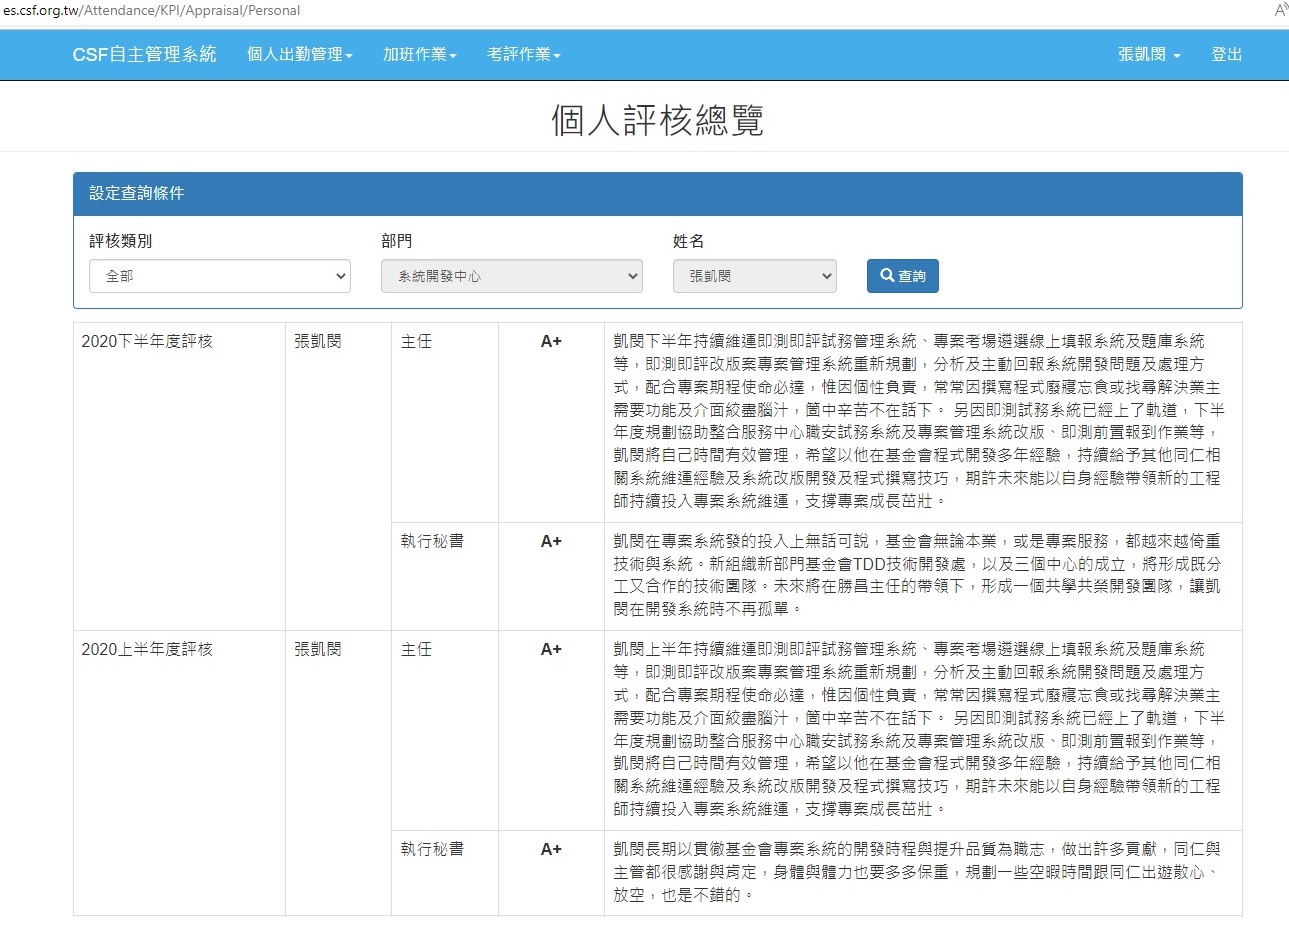 es.csf.org.tw/Attendance/KPI/Appraisal/Personal
CSF自主管理系統 個人出勤管理 加班作業 考評作業 張凱閔 登出
個人評核總覽
設定查詢條件
評核類別 部門 姓名
全部 系統開發中心 張凱閔 查詢
2020下半年度評核 張凱閔 主任 A+ 凱閔下半年持續維運即測即評試務管理系統、專案考場遴選線上填報系統及題庫系統
等，即測即評改版案專案管理系統重新規劃，分析及主動回報系統開發問題及處理方
式，配合專案期程使命必達，惟因個性負責，常常因撰寫程式廢寢忘食或找尋解決業主
需要功能及介面絞盡腦汁，箇中辛苦不在話下。 另因即測試務系統已經上了軌道，下半
年度規劃協助整合服務中心職安試務系統及專案管理系統改版、即測前置報到作業等，
凱閔將自己時間有效管理，希望以他在基金會程式開發多年經驗，持續給予其他同仁相
關系統維運經驗及系統改版開發及程式撰寫技巧，期許未來能以自身經驗帶領新的工程
師持續投入專案系統維運，支撐專案成長茁壯。
執行秘書 A+ 凱閔在專案系統發的投入上無話可說，基金會無論本業，或是專案服務，都越來越倚重
技術與系統。新組織新部門基金會TDD技術開發處，以及三個中心的成立，將形成既分
工又合作的技術團隊。未來將在勝昌主任的帶領下，形成一個共學共榮開發團隊，讓凱
閔在開發系統時不再孤單。
2020上半年度評核 張凱閔 主任 A+ 凱閔上半年持續維運即測即評試務管理系統、專案考場遴選線上填報系統及題庫系統
等，即測即評改版案專案管理系統重新規劃，分析及主動回報系統開發問題及處理方
式，配合專案期程使命必達，惟因個性負責，常常因撰寫程式廢寢忘食或找尋解決業主
需要功能及介面絞盡腦汁，箇中辛苦不在話下。 另因即測試務系統已經上了軌道，下半
年度規劃協助整合服務中心職安試務系統及專案管理系統改版、即測前置報到作業等，
凱閔將自己時間有效管理，希望以他在基金會程式開發多年經驗，持續給予其他同仁相
關系統維運經驗及系統改版開發及程式撰寫技巧，期許未來能以自身經驗帶領新的工程
師持續投入專案系統維運，支撐專案成長茁壯。
執行秘書 A+ 凱閔長期以貫徹基金會專案系統的開發時程與提升品質為職志，做出許多貢獻，同仁與
主管都很感謝與肯定，身體與體力也要多多保重，規劃一些空暇時間跟同仁出遊散心、
放空，也是不錯的。